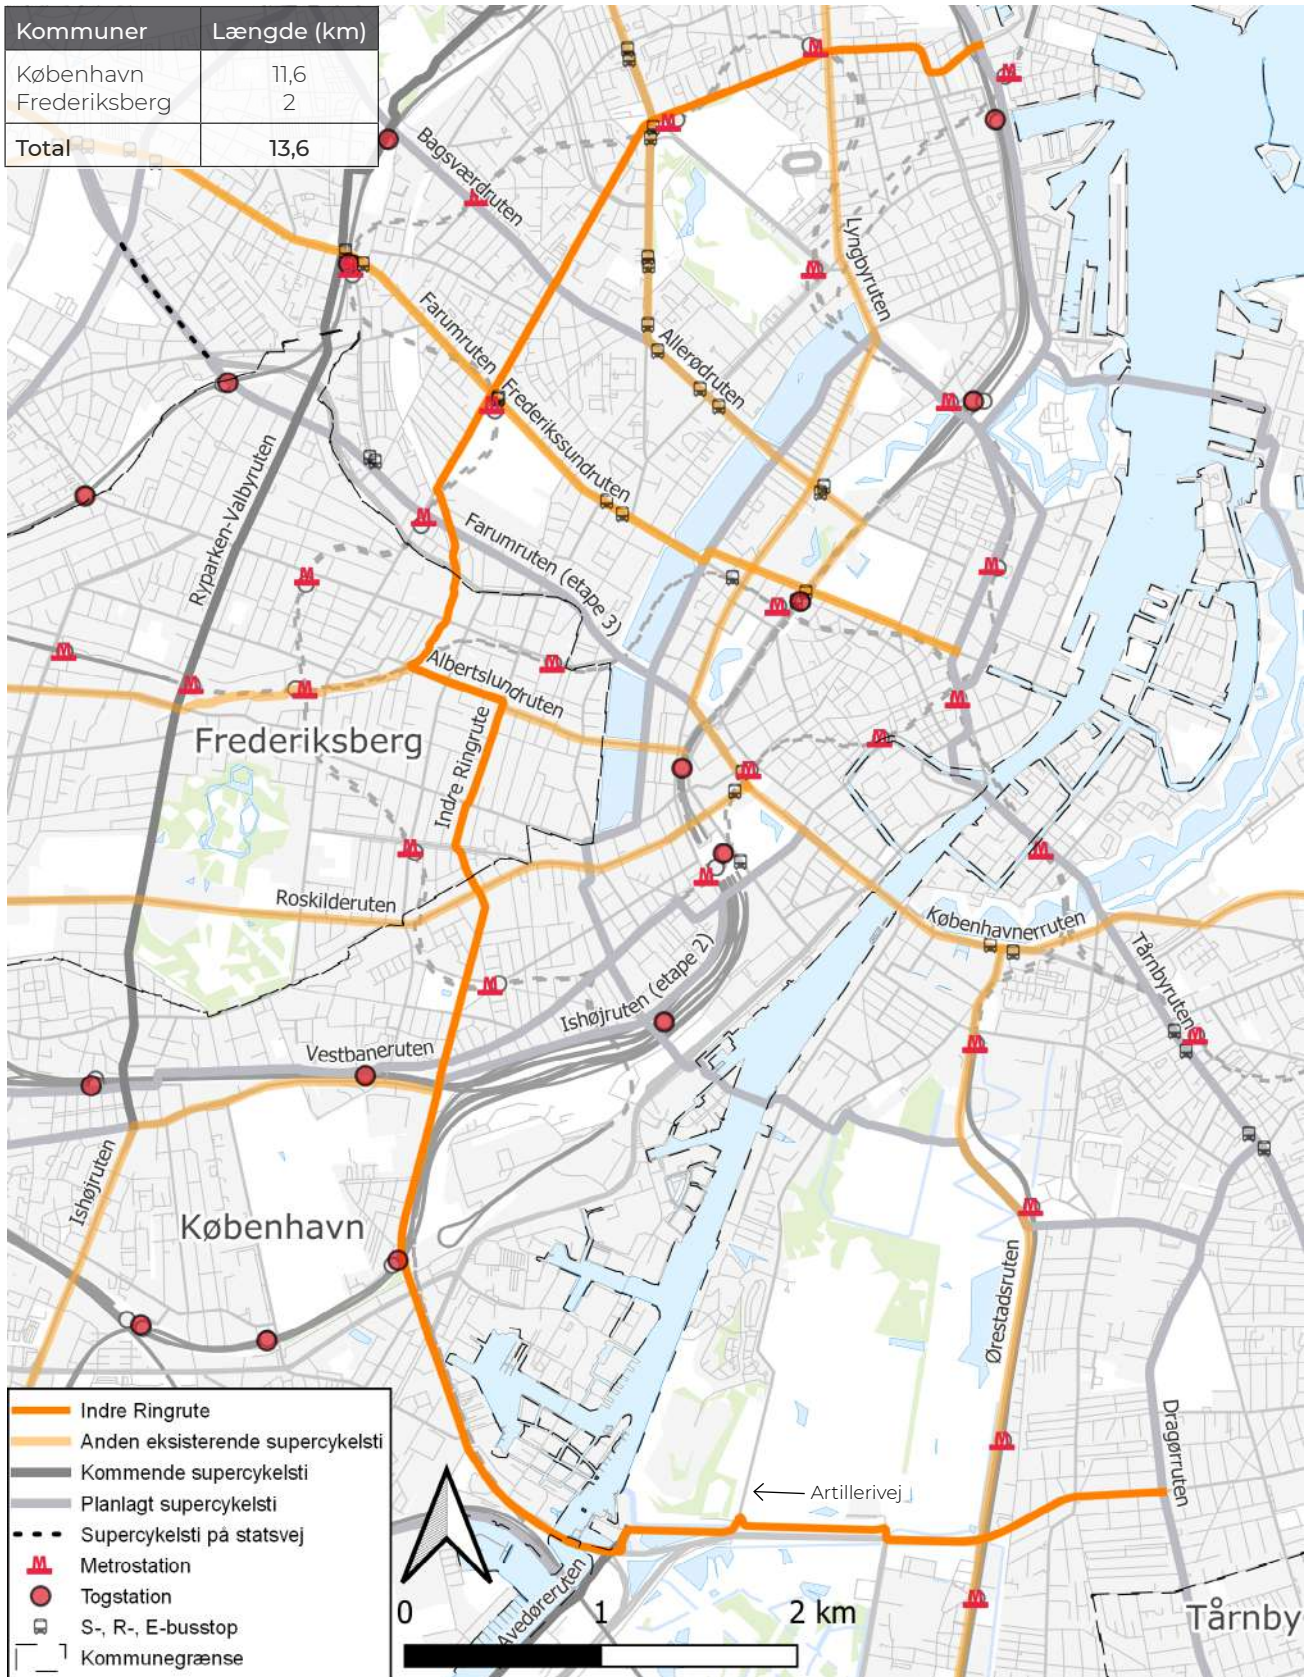 Kommuner Længde (km)
København 11,6
Frederiksberg 2
Total 13,6
Bagsværdruten
Lyngbyruten
Farumruten
Allerødruten
Frederikssundruten
Ryparken-Valbyruten
Farumruten (etape 3)
Albertslundruten
Frederiksberg
Indre Ringrute
Roskilderuten
Københavnerruten
Tårnbyruten
Ishøjruten (etape 2)
Vestbaneruten
Ishøjruten
København
Ørestadsruten
Dragørruten
Artillerivej
Avedøreruten
Tårnby
Indre Ringrute
Anden eksisterende supercykelsti
Kommende supercykelsti
Planlagt supercykelsti
Supercykelsti på statsvej
M Metrostation
Togstation
S-, R-, E-busstop
Kommunegrænse
0 1 2 km